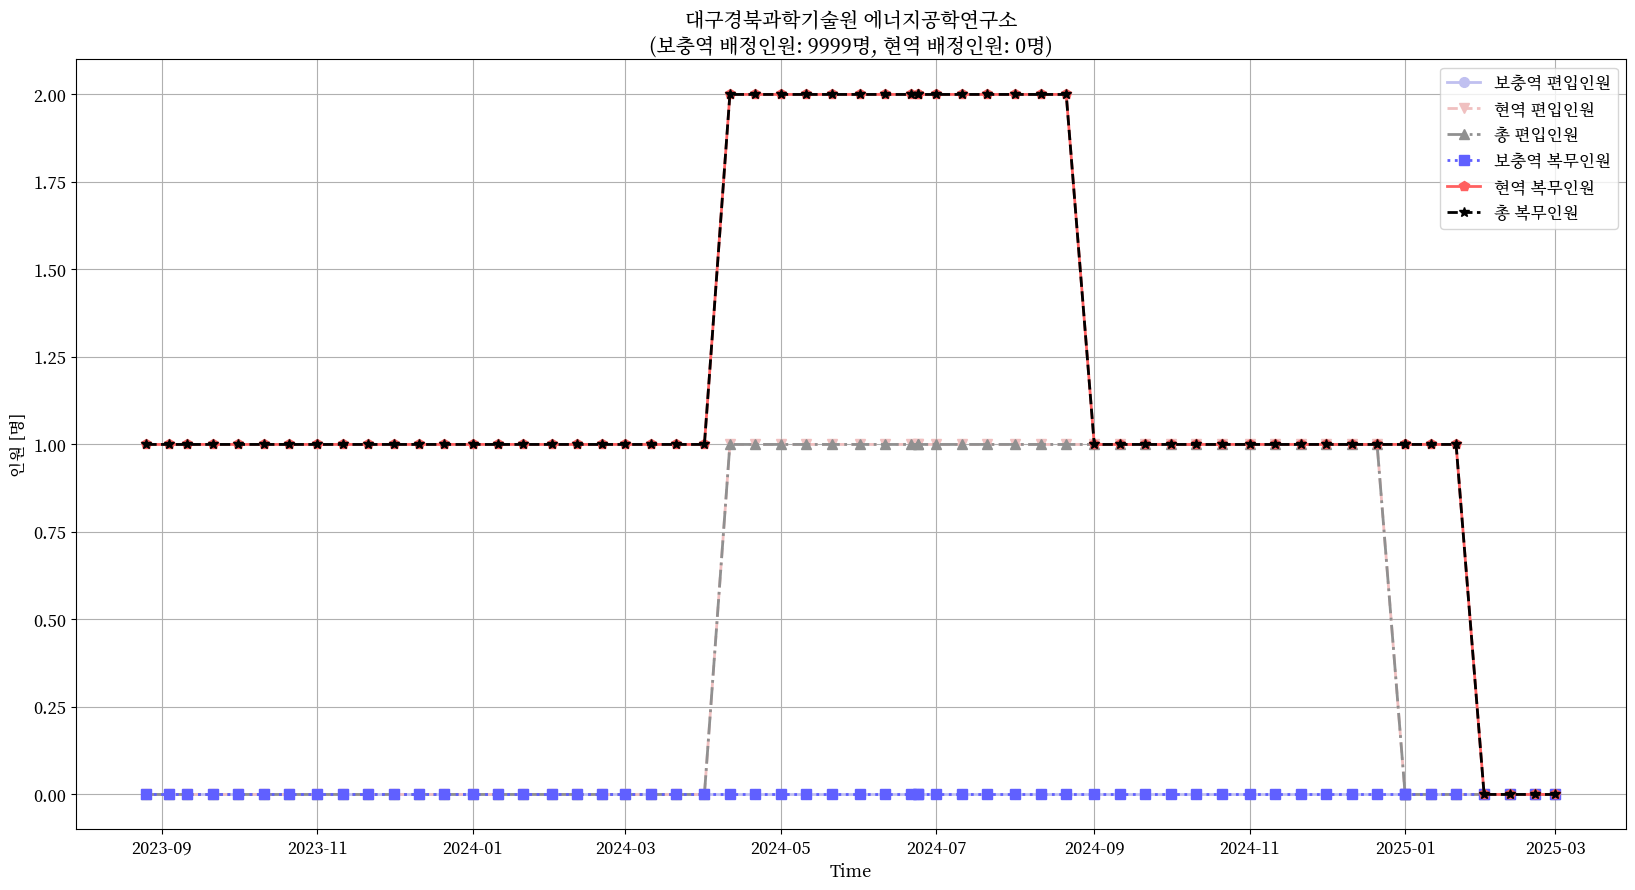 대구경북과학기술원 에너지공학연구소
(보충역 배정인원: 9999명, 현역 배정인원: 0명)
보충역 편입인원
현역 편입인원
총 편입인원
보충역 복무인원
현역 복무인원
총 복무인원
2.00
1.75
1.50
1.25
1.00
0.75
0.50
0.25
0.00
인원 [명]
2023-09 2023-11 2024-01 2024-03 2024-05 2024-07 2024-09 2024-11 2025-01 2025-03
Time